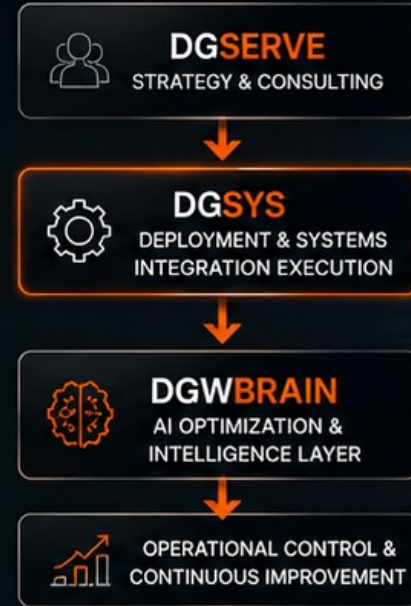 DGSERVE
STRATEGY & CONSULTING
DGSYS
DEPLOYMENT & SYSTEMS
INTEGRATION EXECUTION
DGWBRAIN
AI OPTIMIZATION &
INTELLIGENCE LAYER
OPERATIONAL CONTROL &
CONTINUOUS IMPROVEMENT